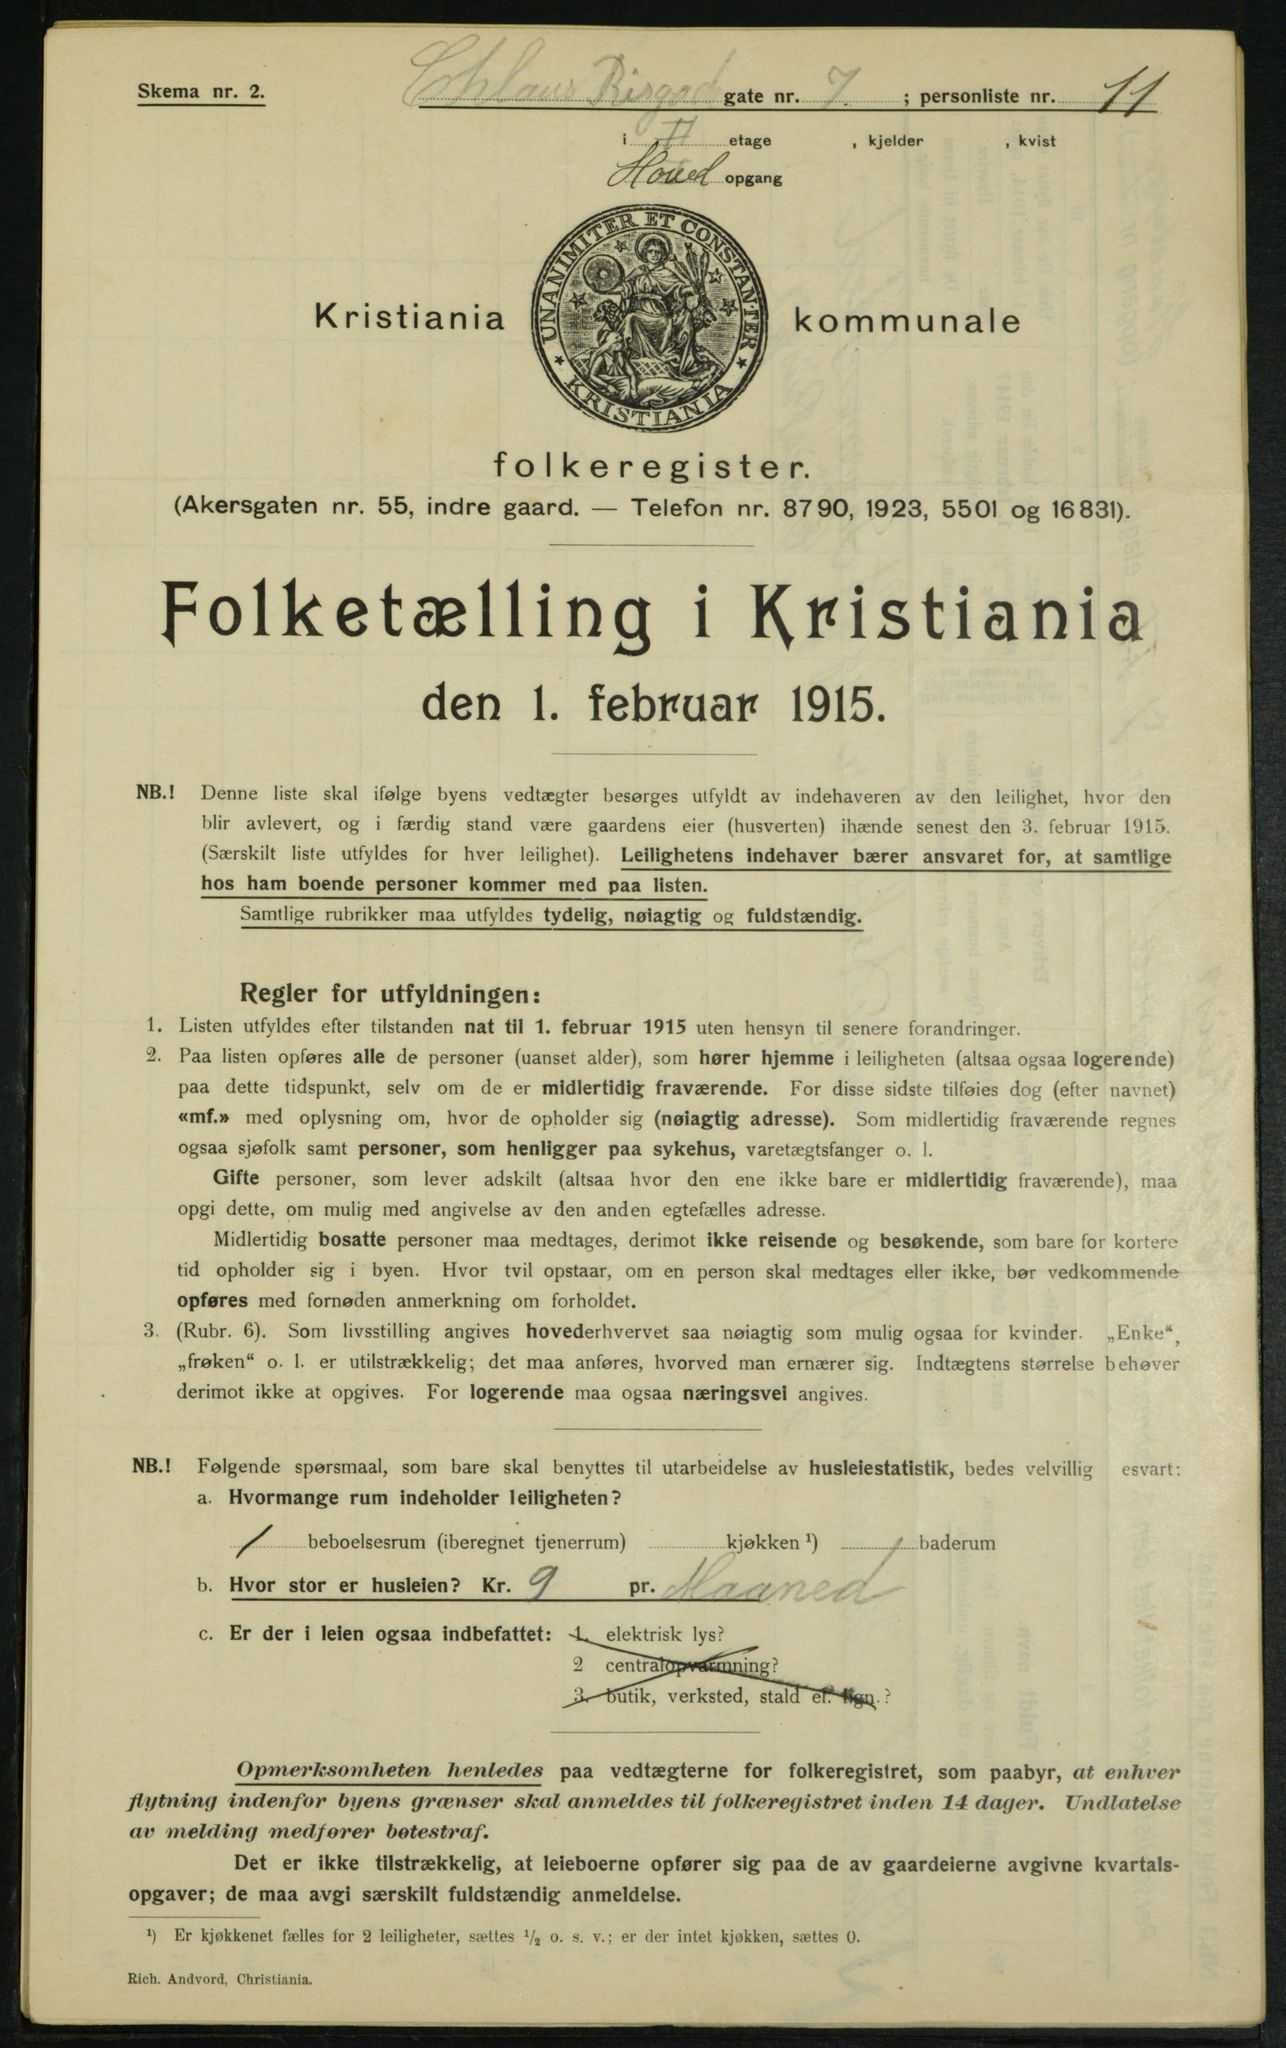 Skema nr. 2. Claus Risgad gate nr. 7. ; personliste nr. 11
i II etage , kjelder , kvist
Hoved opgang
Kristiania kommunale
UNANIMITER ET CONSTANTER
KRISTIANIA
folkeregister.
(Akersgaten nr. 55, indre gaard. — Telefon nr. 8790, 1923, 5501 og 16831).
Folketælling i Kristiania
den 1. februar 1915.
NB.! Denne liste skal ifølge byens vedtægter besørges utfyldt av indehaveren av den leilighet, hvor den
blir avlevert, og i færdig stand være gaardens eier (husverten) ihænde senest den 3. februar 1915.
(Særskilt liste utfyldes for hver leilighet). Leilighetens indehaver bærer ansvaret for, at samtlige
hos ham boende personer kommer med paa listen.
Samtlige rubrikker maa utfyldes tydelig, nøiagtig og fuldstændig.
Regler for utfyldningen:
1. Listen utfyldes efter tilstanden nat til 1. februar 1915 uten hensyn til senere forandringer.
2. Paa listen opføres alle de personer (uanset alder), som hører hjemme i leiligheten (altsaa ogsaa logerende)
paa dette tidspunkt, selv om de er midlertidig fraværende. For disse sidste tilføies dog (efter navnet)
«mf.» med oplysning om, hvor de opholder sig (nøiagtig adresse). Som midlertidig fraværende regnes
ogsaa sjøfolk samt personer, som henligger paa sykehus, varetægtsfanger o. l.
Gifte personer, som lever adskilt (altsaa hvor den ene ikke bare er midlertidig fraværende), maa
opgi dette, om mulig med angivelse av den anden egtefælles adresse.
Midlertidig bosatte personer maa medtages, derimot ikke reisende og besøkende, som bare for kortere
tid opholder sig i byen. Hvor tvil opstaar, om en person skal medtages eller ikke, bør vedkommende
opføres med fornøden anmerkning om forholdet.
3. (Rubr. 6). Som livsstilling angives hovederhvervet saa nøiagtig som mulig ogsaa for kvinder. „Enke“,
„frøken“ o. l. er utilstrækkelig; det maa anføres, hvorved man ernærer sig. Indtægtens størrelse behøver
derimot ikke at opgives. For logerende maa ogsaa næringsvei angives.
NB.! Følgende spørsmaal, som bare skal benyttes til utarbeidelse av husleiestatistik, bedes velvillig esvart:
a. Hvormange rum indeholder leiligheten?
1 beboelsesrum (iberegnet tjenerrum) kjøkken ¹) 1 baderum
b. Hvor stor er husleien? Kr. 9 pr. Maaned
c. Er der i leien ogsaa indbefattet: 1. elektrisk lys?
2 centralopvarmning?
3. butik, verksted, stald el. lign.?
Opmerksomheten henledes paa vedtægterne for folkeregistret, som paabyr, at enhver
flytning indenfor byens grænser skal anmeldes til folkeregistret inden 14 dager. Undlatelse
av melding medfører bøtestraf.
Det er ikke tilstrækkelig, at leieboerne opfører sig paa de av gaardeierne avgivne kvartals-
opgaver; de maa avgi særskilt fuldstændig anmeldelse.
¹) Er kjøkkenet fælles for 2 leiligheter, sættes ½ o. s. v.; er der intet kjøkken, sættes 0.
Rich. Andvord, Christiania.